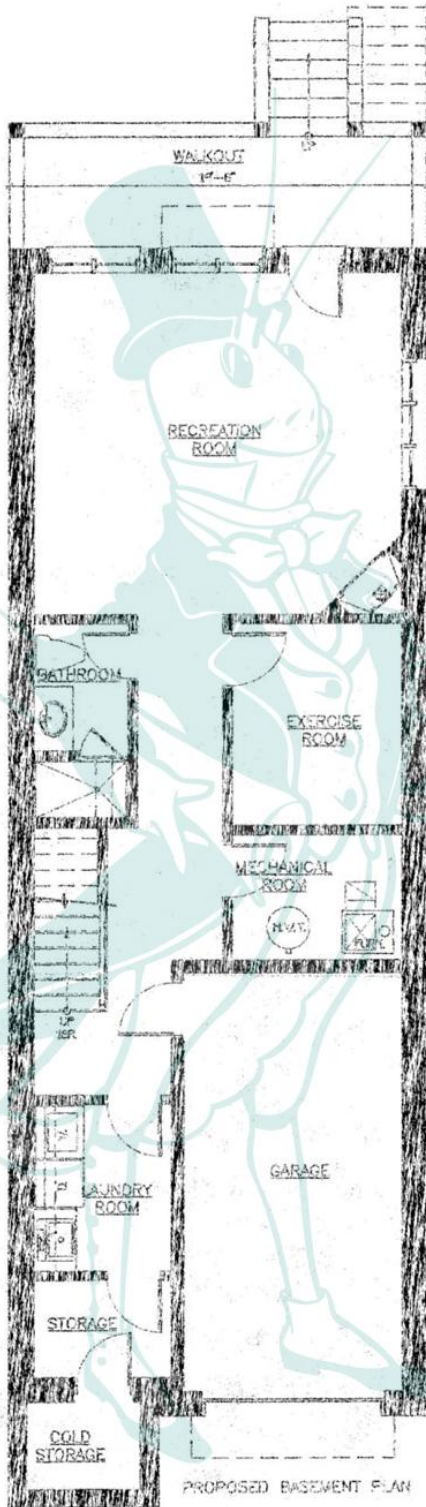 UP
WALKOUT
RECREATION
ROOM
BATHROOM
EXERCISE
ROOM
MECHANICAL
ROOM
H.W.T.
FURN.
UP
GARAGE
LAUNDRY
ROOM
STORAGE
COLD
STORAGE
PROPOSED BASEMENT PLAN